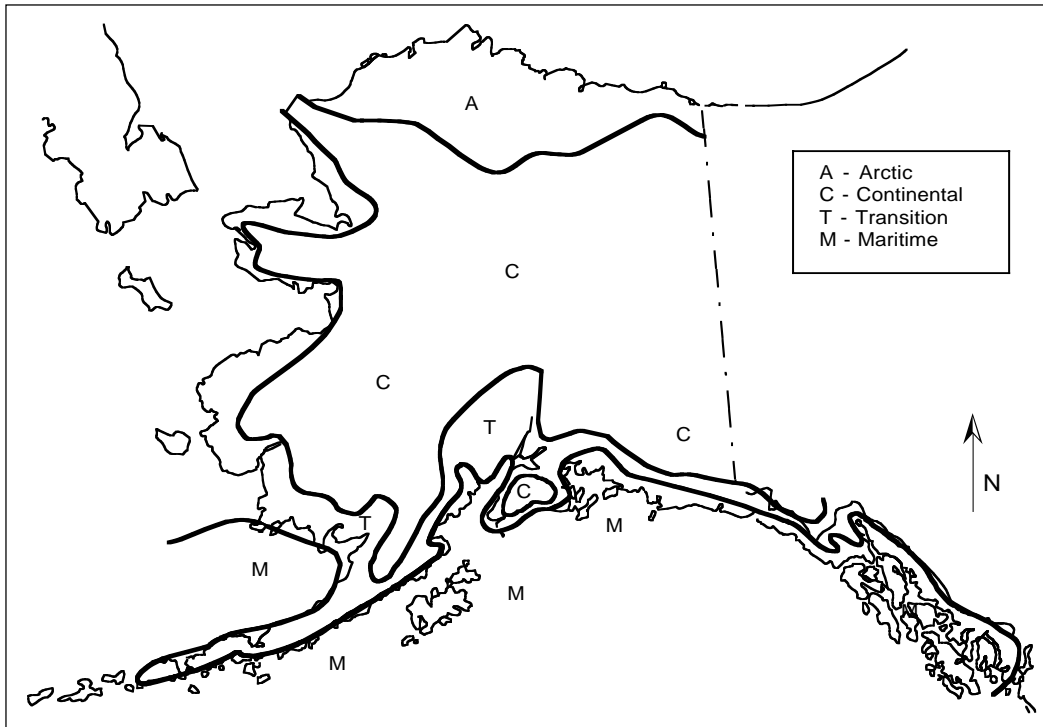 A
A - Arctic
C - Continental
T - Transition
M - Maritime
C
C
T
C
C
N
T
M
M
M
M